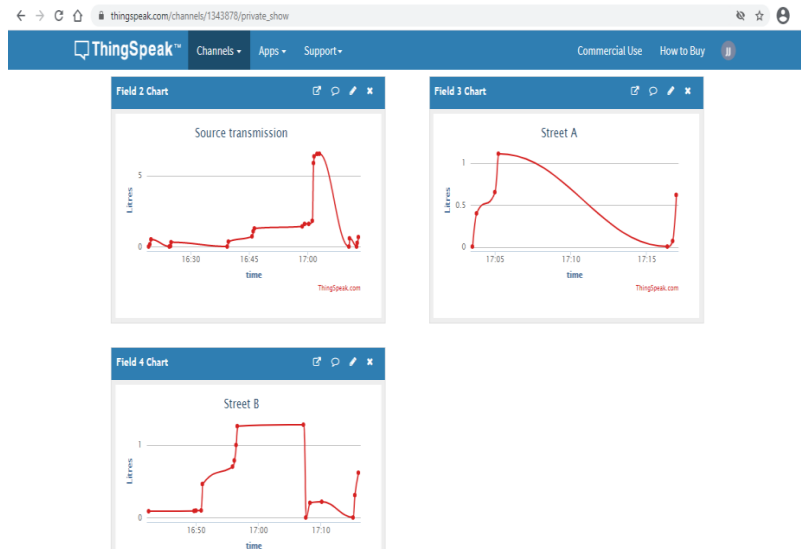 thingspeak.com/channels/1343878/private_show
ThingSpeak™ Channels Apps Support Commercial Use How to Buy JJ
Field 2 Chart
Source transmission
Litres
5
0
16:30 16:45 17:00
time
ThingSpeak.com
Field 3 Chart
Street A
Litres
1
0.5
0
17:05 17:10 17:15
time
ThingSpeak.com
Field 4 Chart
Street B
Litres
1
0
16:50 17:00 17:10
time